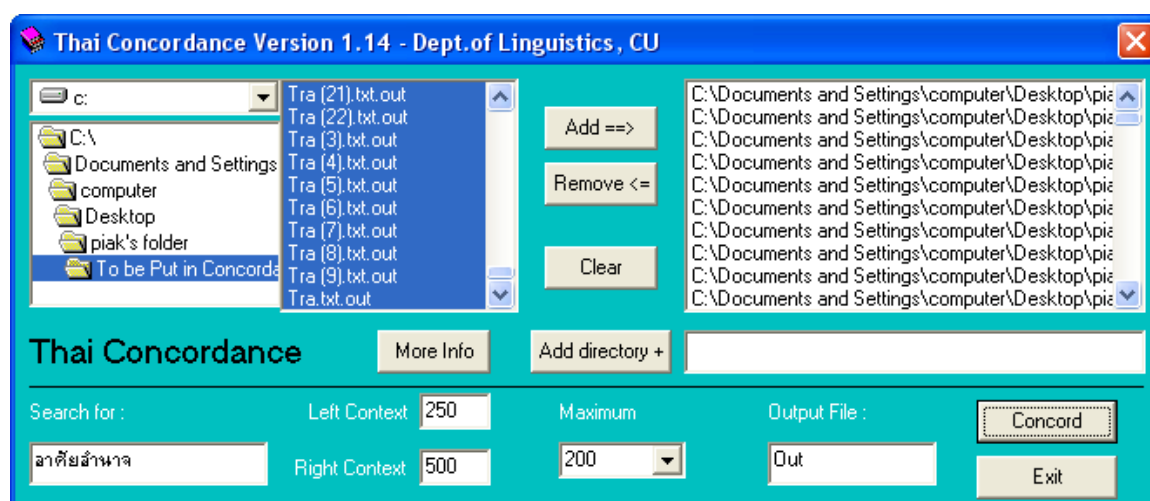 Thai Concordance Version 1.14 - Dept.of Linguistics, CU
c:
C:\
Documents and Settings
computer
Desktop
piak's folder
To be Put in Concorda
Tra (21).txt.out
Tra (22).txt.out
Tra (3).txt.out
Tra (4).txt.out
Tra (5).txt.out
Tra (6).txt.out
Tra (7).txt.out
Tra (8).txt.out
Tra (9).txt.out
Tra.txt.out
Add ==>
Remove <=
Clear
C:\Documents and Settings\computer\Desktop\pia
C:\Documents and Settings\computer\Desktop\pia
C:\Documents and Settings\computer\Desktop\pia
C:\Documents and Settings\computer\Desktop\pia
C:\Documents and Settings\computer\Desktop\pia
C:\Documents and Settings\computer\Desktop\pia
C:\Documents and Settings\computer\Desktop\pia
C:\Documents and Settings\computer\Desktop\pia
C:\Documents and Settings\computer\Desktop\pia
C:\Documents and Settings\computer\Desktop\pia
Thai Concordance
More Info
Add directory +
Search for :
อาศัยอำนาจ
Left Context 250
Right Context 500
Maximum
200
Output File :
Out
Concord
Exit